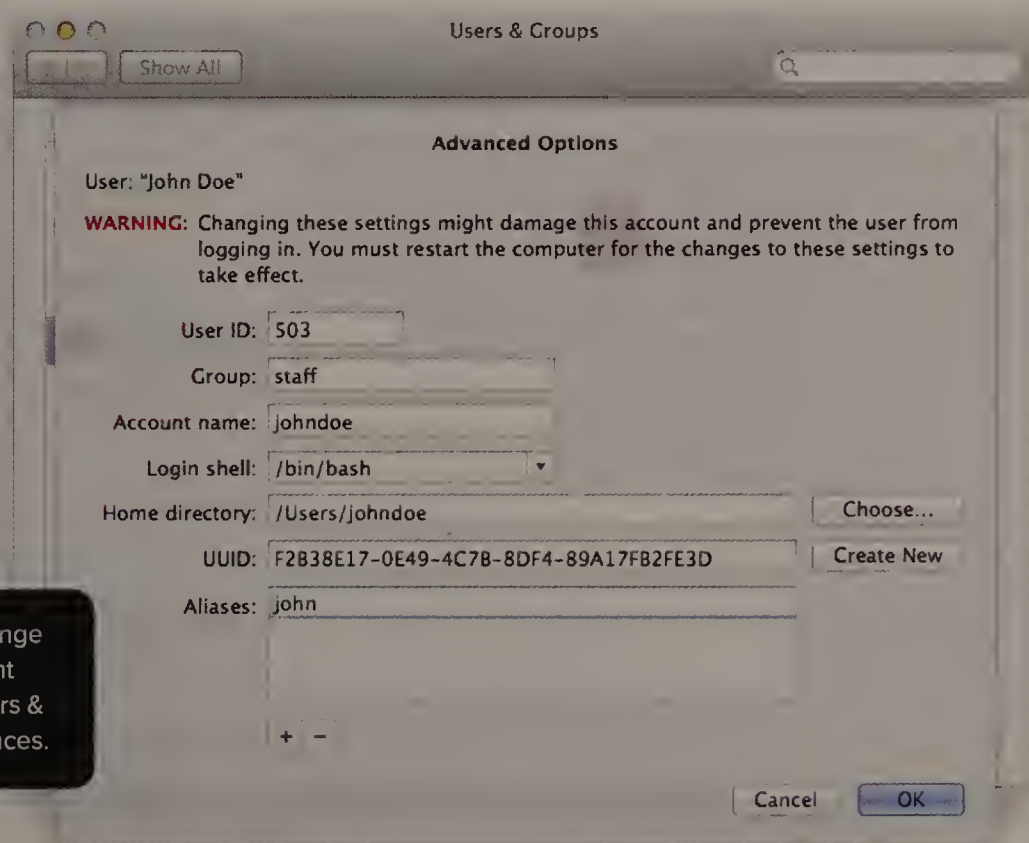 Users & Groups
Show All
Advanced Options
User: "John Doe"
WARNING: Changing these settings might damage this account and prevent the user from
logging in. You must restart the computer for the changes to these settings to
take effect.
User ID: 503
Group: staff
Account name: johndoe
Login shell: /bin/bash
Home directory: /Users/johndoe
Choose...
UUID: F2B38E17-0E49-4C7B-8DF4-89A17FB2FE3D
Create New
Aliases: john
+ -
nge
nt
rs &
nces.
Cancel
OK